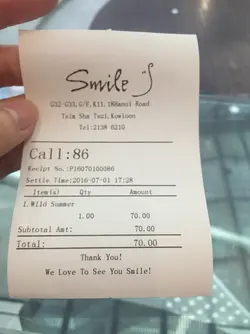 Smile
G32-G33,G/F,K11,18Hanoi Road
Tsim Sha Tsui,Kowloon
Tel:2138 6210
Call:86
Receipt No.:P16070100086
Settle Time:2016-07-01 17:28
Item(s) Qty Amount
1.Wild Summer
1.00 70.00
Subtotal Amt: 70.00
Total: 70.00
Thank You!
We Love To See You Smile!